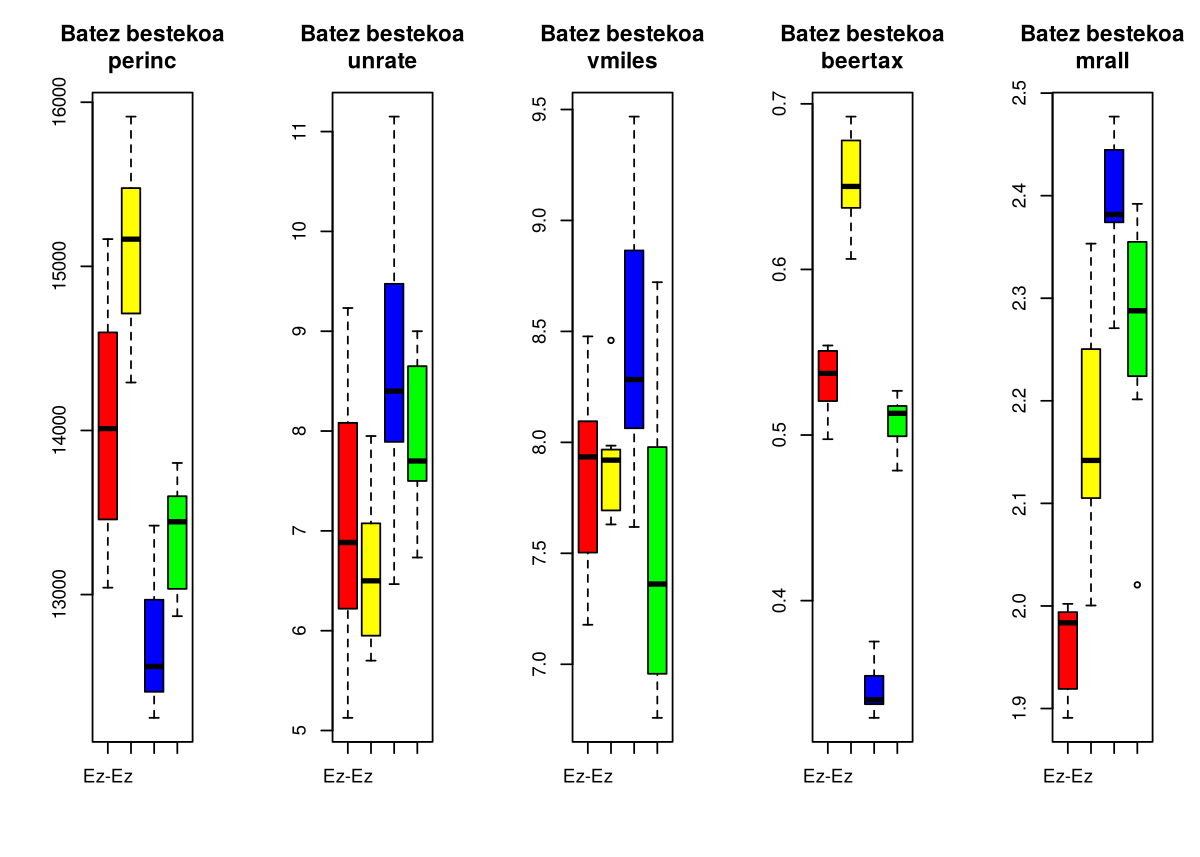 Batez bestekoa
perinc
16000
15000
14000
13000
Ez-Ez
Batez bestekoa
unrate
11
10
9
8
7
6
5
Ez-Ez
Batez bestekoa
vmiles
9.5
9.0
8.5
8.0
7.5
7.0
Ez-Ez
Batez bestekoa
beertax
0.7
0.6
0.5
0.4
Ez-Ez
Batez bestekoa
mrall
2.5
2.4
2.3
2.2
2.1
2.0
1.9
Ez-Ez